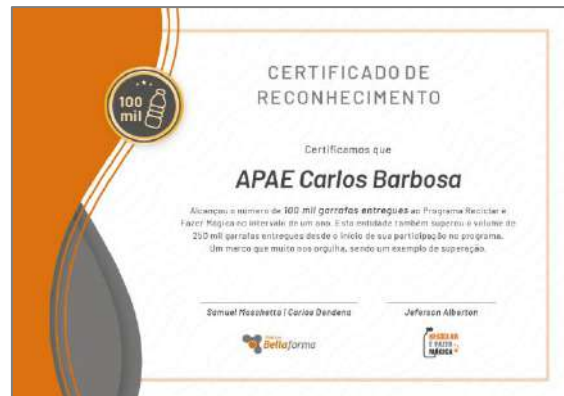 100
mil
CERTIFICADO DE
RECONHECIMENTO
Certificamos que
APAE Carlos Barbosa
Alcançou o número de 100 mil garrafas entregues ao Programa Reciclar é
Fazer Mágica no intervalo de um ano. Esta entidade também superou o volume de
250 mil garrafas entregues desde o início de sua participação no programa.
Um marco que muito nos orgulha, sendo um exemplo de superação.
Samuel Moschetta | Carlos Dondena
Jeferson Alberton
Bellaforma
RECICLAR
É FAZER
MÁGICA